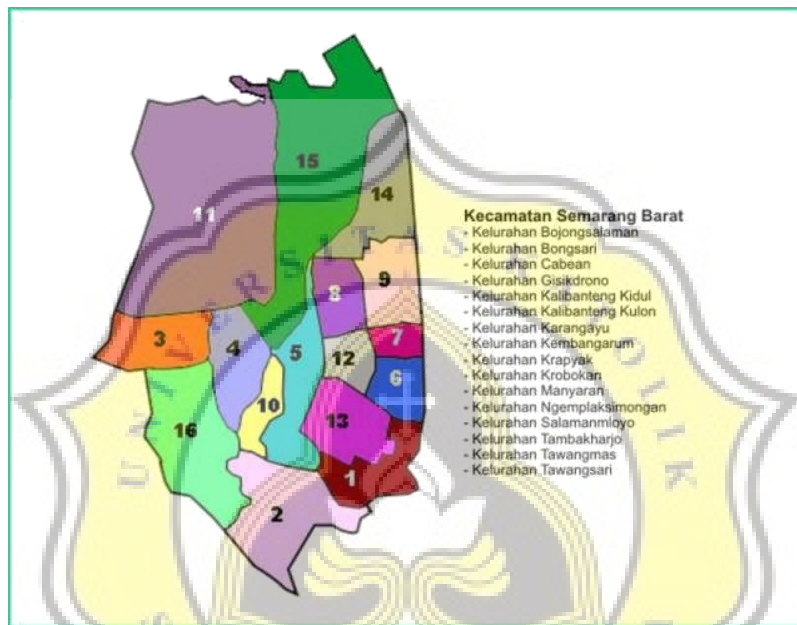 15
14
11
9
8
7
3
4
5
12
6
10
13
16
1
2
Kecamatan Semarang Barat
- Kelurahan Bojongsalaman
- Kelurahan Bongsari
- Kelurahan Cabean
- Kelurahan Gisikdrono
- Kelurahan Kalibanteng Kidul
- Kelurahan Kalibanteng Kulon
- Kelurahan Karangayu
- Kelurahan Kembangarum
- Kelurahan Krapyak
- Kelurahan Krobokan
- Kelurahan Manyaran
- Kelurahan Ngemplaksimongan
- Kelurahan Salamanmloyo
- Kelurahan Tambakharjo
- Kelurahan Tawangmas
- Kelurahan Tawangsari